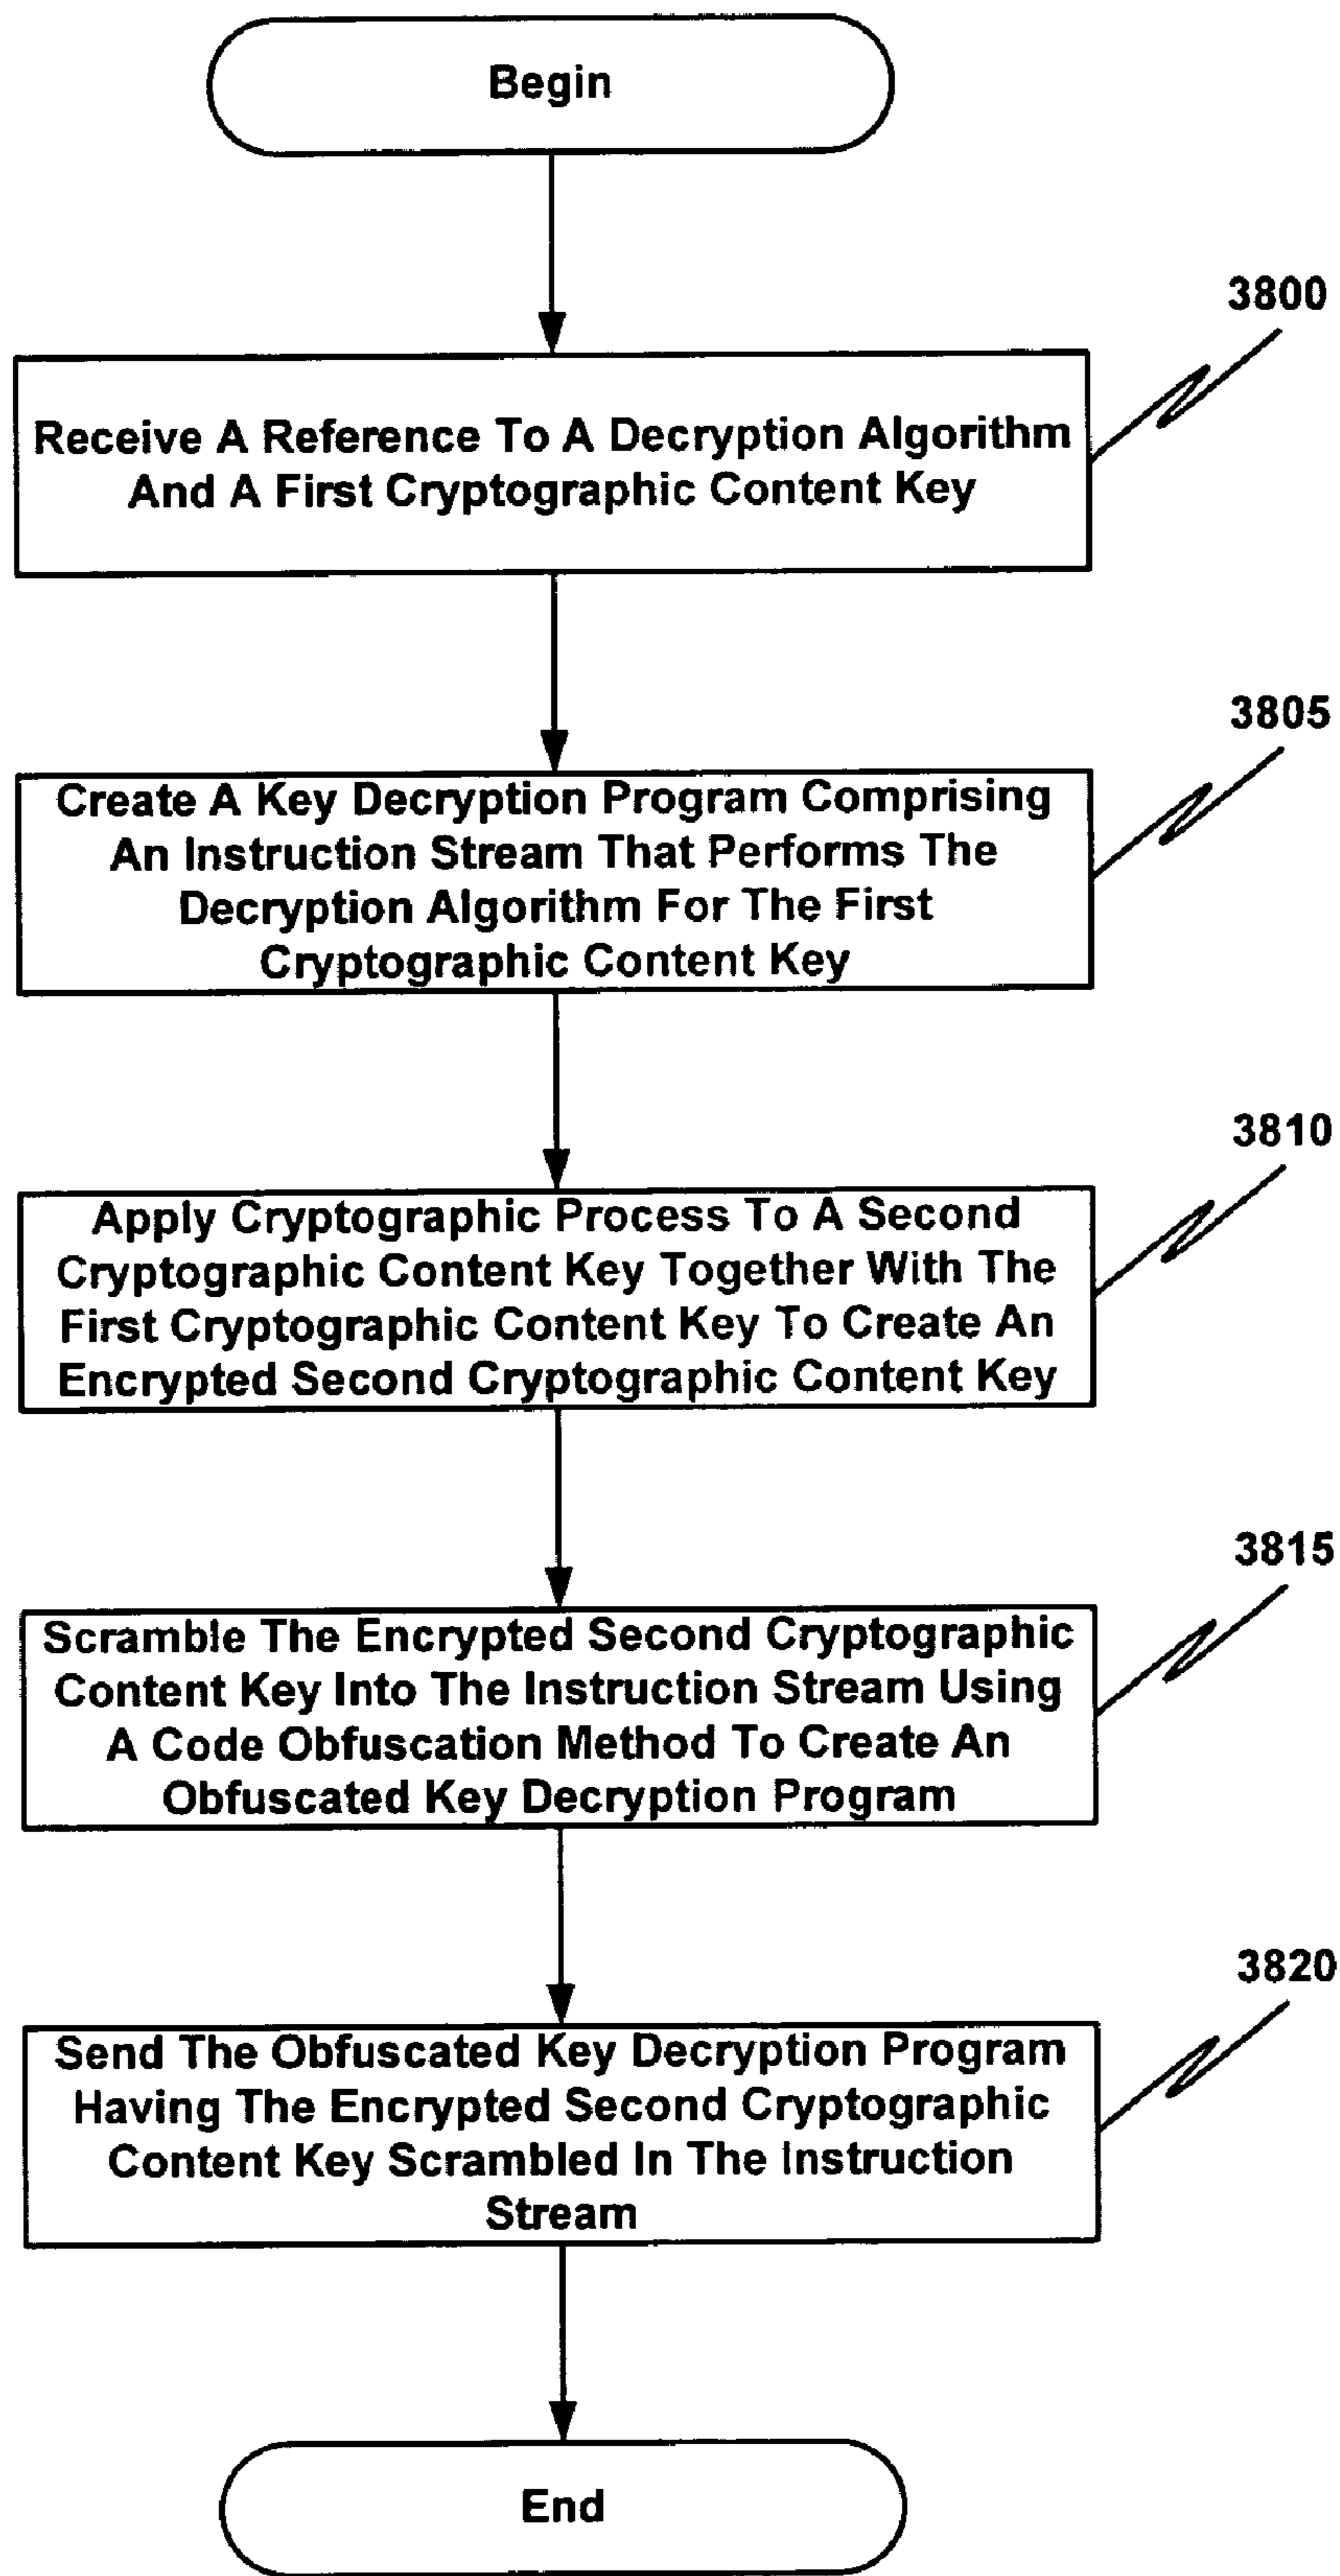 Begin
3800
Receive A Reference To A Decryption Algorithm
And A First Cryptographic Content Key
3805
Create A Key Decryption Program Comprising
An Instruction Stream That Performs The
Decryption Algorithm For The First
Cryptographic Content Key
3810
Apply Cryptographic Process To A Second
Cryptographic Content Key Together With The
First Cryptographic Content Key To Create An
Encrypted Second Cryptographic Content Key
3815
Scramble The Encrypted Second Cryptographic
Content Key Into The Instruction Stream Using
A Code Obfuscation Method To Create An
Obfuscated Key Decryption Program
3820
Send The Obfuscated Key Decryption Program
Having The Encrypted Second Cryptographic
Content Key Scrambled In The Instruction
Stream
End